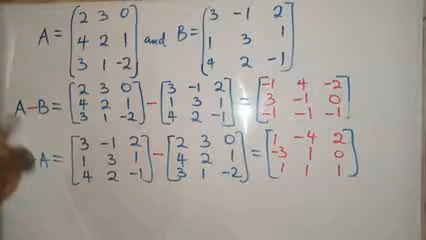 A = (2 3 0 and B = (3 -1 2
4 2 1 1 3 1
3 1 -2) 4 2 -1)
A-B = [2 3 0 - [3 -1 2 = [-1 4 -2
4 2 1 1 3 1 3 -1 0
3 1 -2] 4 2 -1] -1 -1 -1]
-A = [3 -1 2 - [2 3 0 = [1 -4 2
1 3 1 4 2 1 -3 1 0
4 2 -1] 3 1 -2] 1 1 1]